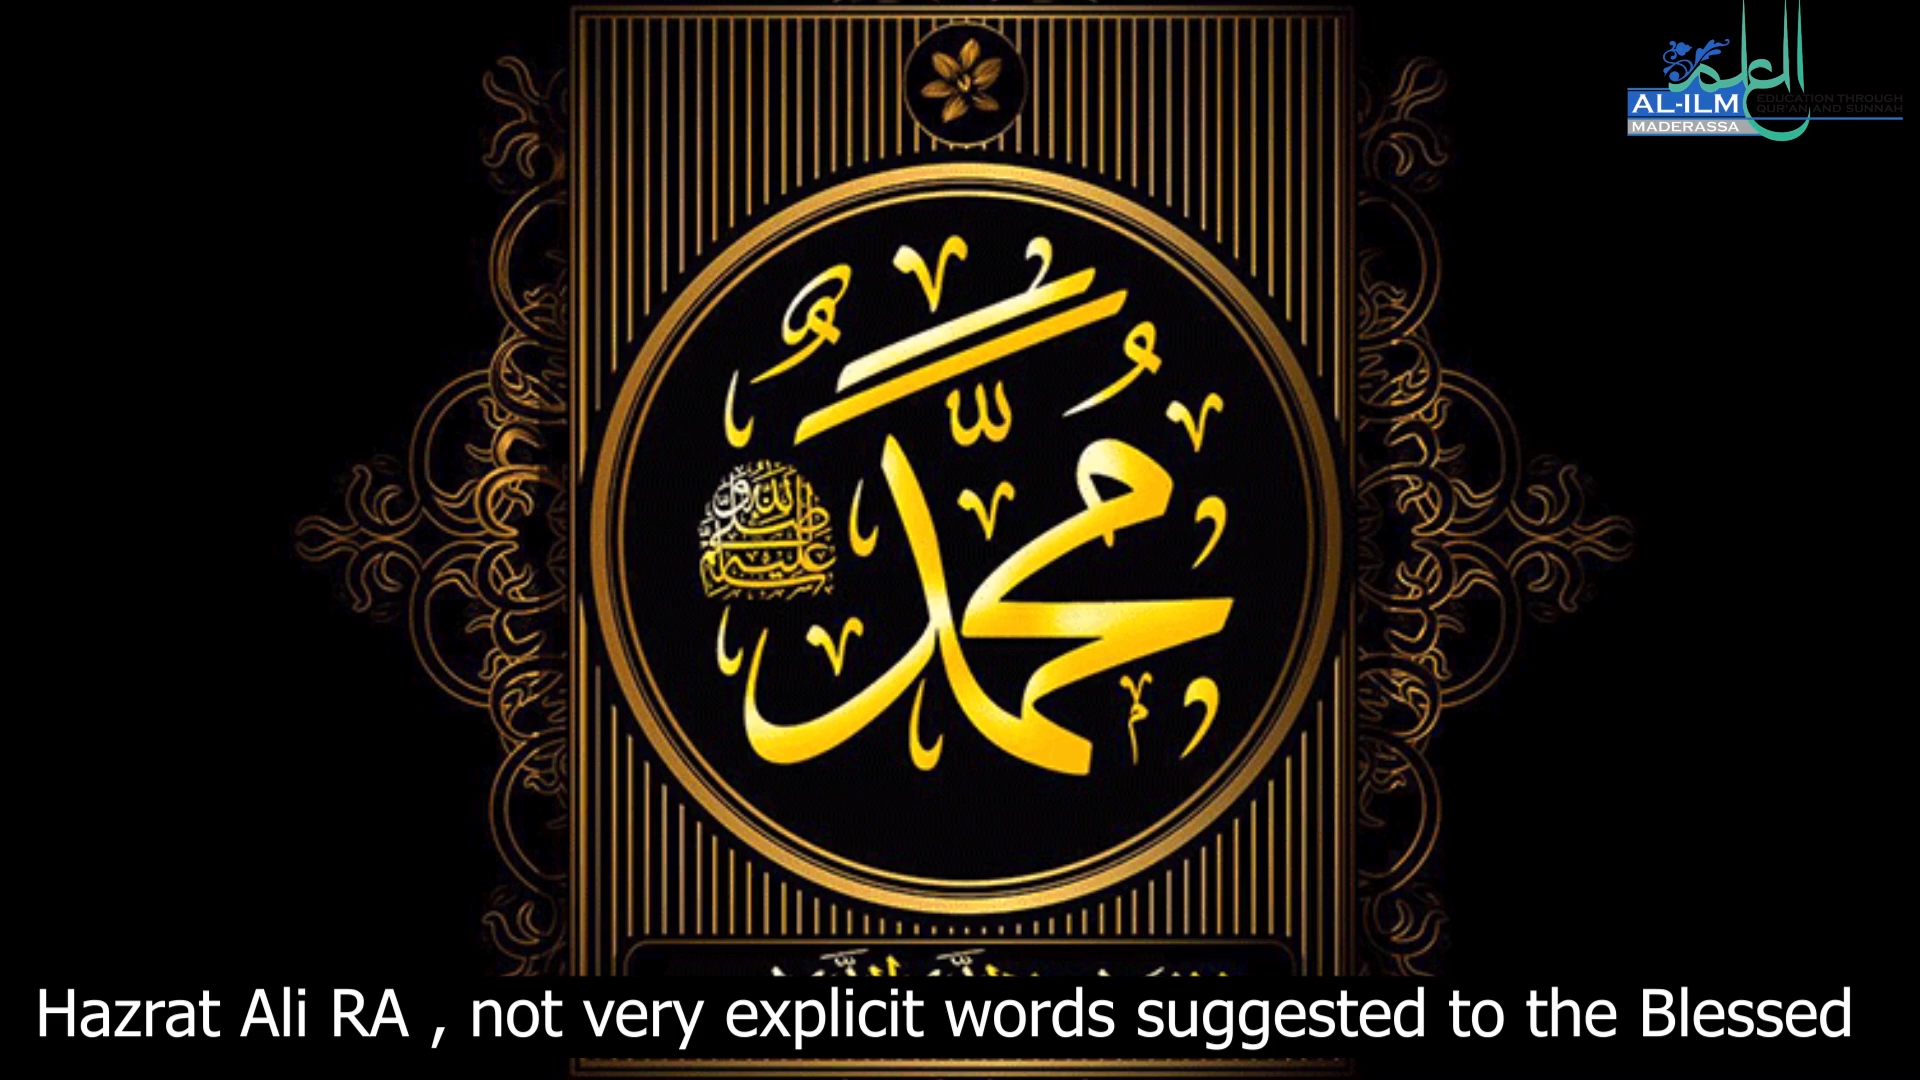 العلم
AL-ILM
MADERASSA
EDUCATION THROUGH
QUR'AN AND SUNNAH
مُحَمَّدٌ
صلى الله عليه وسلم
Hazrat Ali RA , not very explicit words suggested to the Blessed